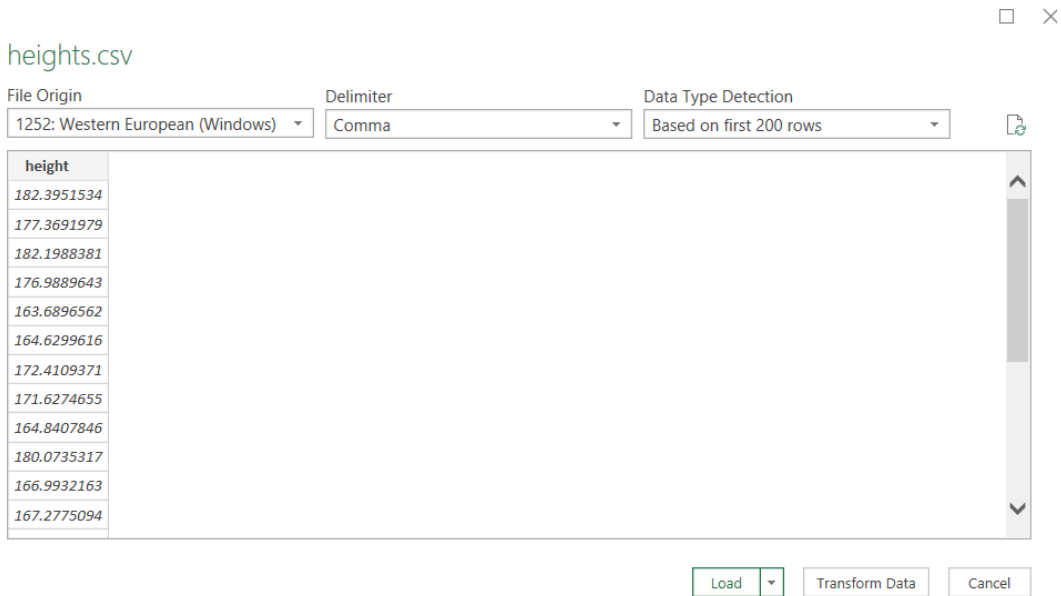 heights.csv
File Origin Delimiter Data Type Detection
1252: Western European (Windows) Comma Based on first 200 rows
height
182.3951534
177.3691979
182.1988381
176.9889643
163.6896562
164.6299616
172.4109371
171.6274655
164.8407846
180.0735317
166.9932163
167.2775094
Load Transform Data Cancel